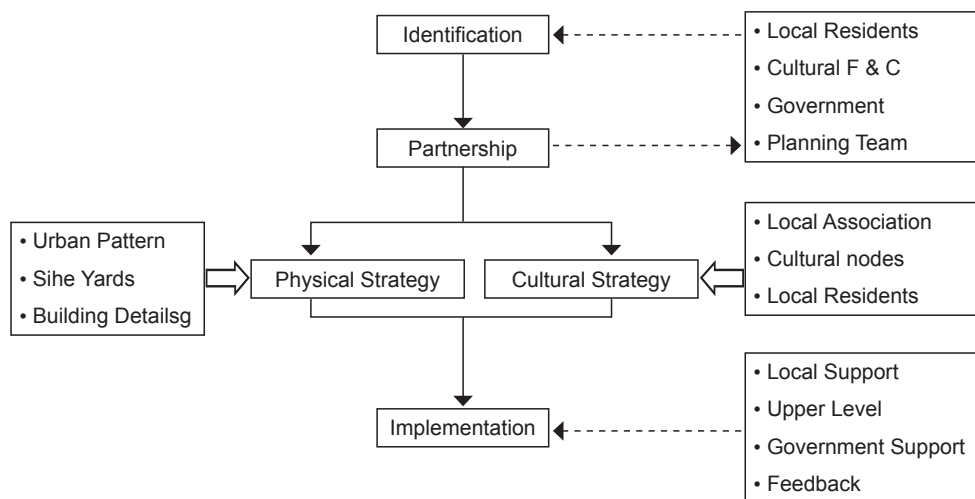 Identification
• Local Residents
• Cultural F & C
• Government
• Planning Team
Partnership
• Urban Pattern
• Sihe Yards
• Building Detailsg
Physical Strategy
Cultural Strategy
• Local Association
• Cultural nodes
• Local Residents
Implementation
• Local Support
• Upper Level
• Government Support
• Feedback